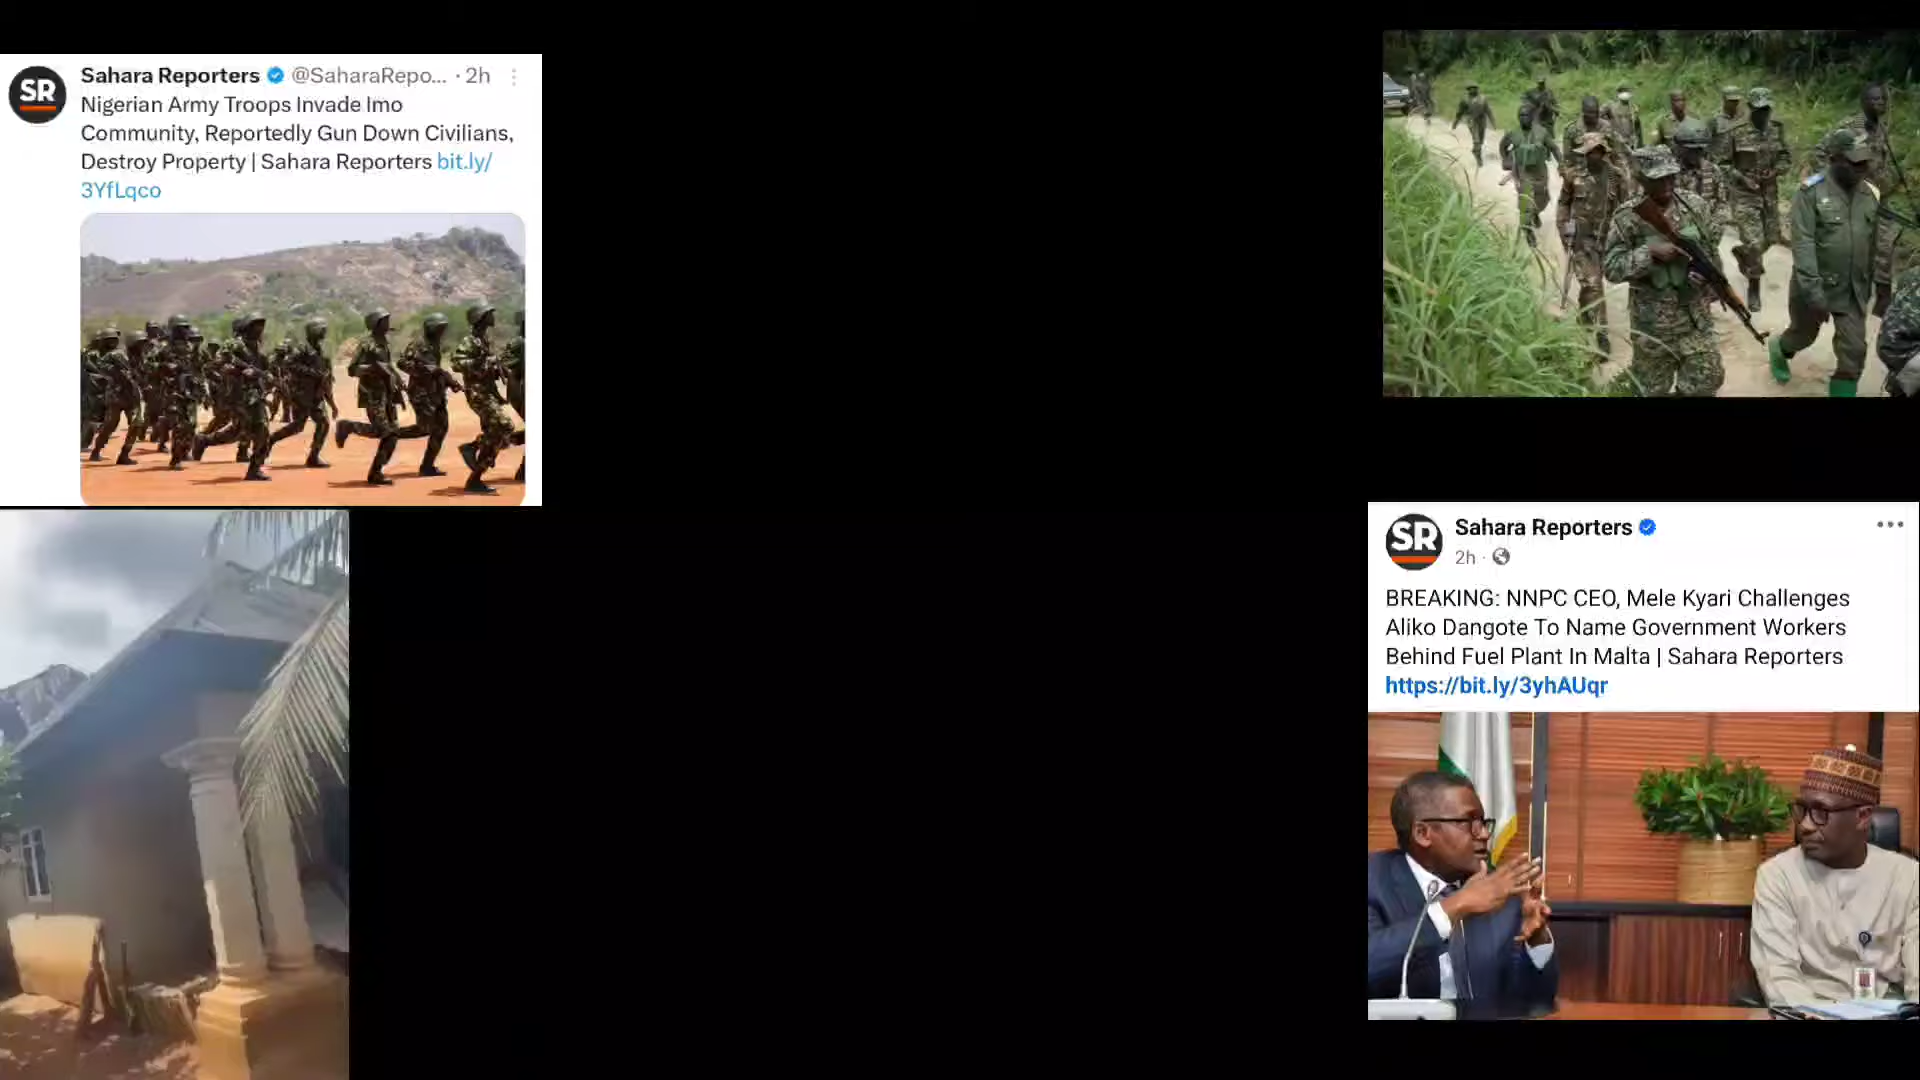 SR
Sahara Reporters @SaharaRepo... · 2h
Nigerian Army Troops Invade Imo
Community, Reportedly Gun Down Civilians,
Destroy Property | Sahara Reporters bit.ly/
3YfLqco
SR
Sahara Reporters
2h ·
BREAKING: NNPC CEO, Mele Kyari Challenges
Aliko Dangote To Name Government Workers
Behind Fuel Plant In Malta | Sahara Reporters
https://bit.ly/3yhAUqr